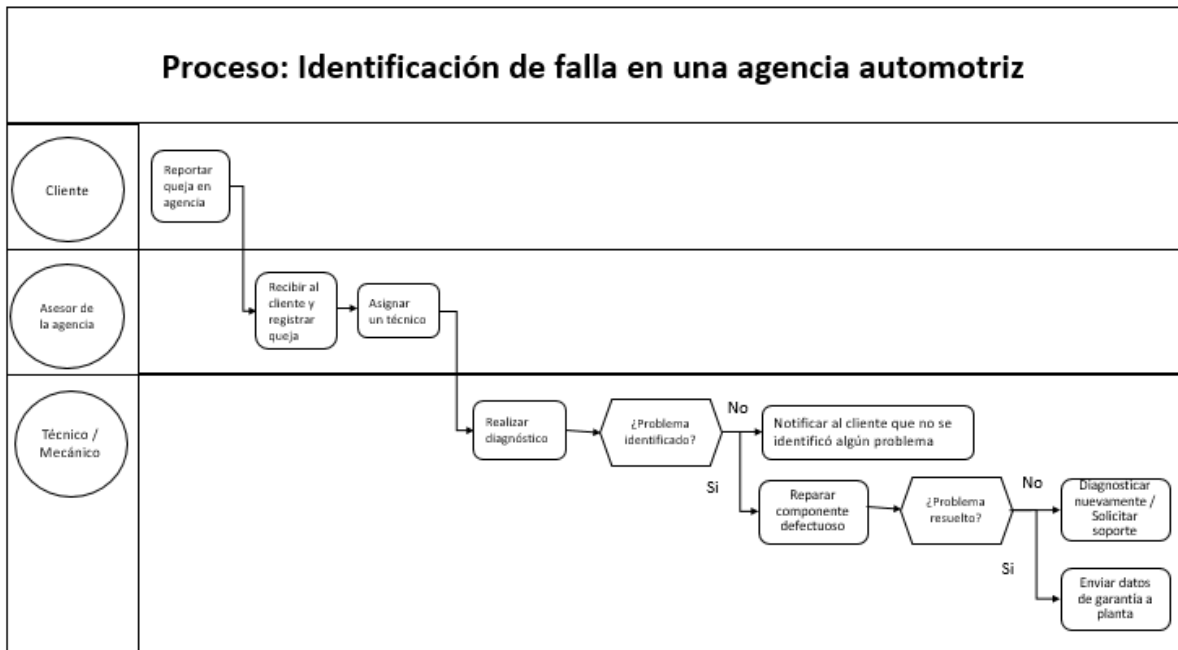 Proceso: Identificación de falla en una agencia automotriz
Cliente
Reportar
queja en
agencia
Asesor de
la agencia
Recibir al
cliente y
registrar
queja
Asignar
un técnico
Técnico /
Mecánico
Realizar
diagnóstico
¿Problema
identificado?
No
Notificar al cliente que no se
identificó algún problema
Si
Reparar
componente
defectuoso
¿Problema
resuelto?
No
Diagnosticar
nuevamente /
Solicitar
soporte
Si
Enviar datos
de garantía a
planta